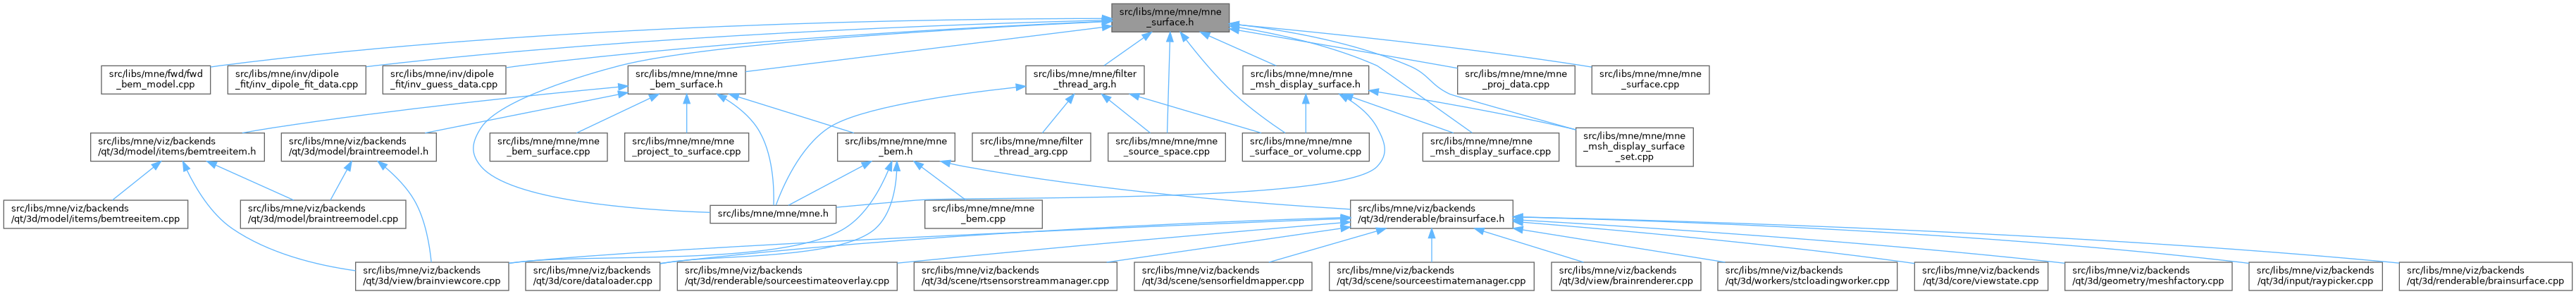 src/libs/mne/mne/mne
_surface.h
src/libs/mne/fwd/fwd
_bem_model.cpp
src/libs/mne/inv/dipole
_fit/inv_dipole_fit_data.cpp
src/libs/mne/inv/dipole
_fit/inv_guess_data.cpp
src/libs/mne/mne/mne
_bem_surface.h
src/libs/mne/mne/filter
_thread_arg.h
src/libs/mne/mne/mne
_msh_display_surface.h
src/libs/mne/mne/mne
_proj_data.cpp
src/libs/mne/mne/mne
_surface.cpp
src/libs/mne/viz/backends
/qt/3d/model/items/bemtreeitem.h
src/libs/mne/viz/backends
/qt/3d/model/braintreemodel.h
src/libs/mne/mne/mne
_bem_surface.cpp
src/libs/mne/mne/mne
_project_to_surface.cpp
src/libs/mne/mne/mne
_bem.h
src/libs/mne/mne/filter
_thread_arg.cpp
src/libs/mne/mne/mne
_source_space.cpp
src/libs/mne/mne/mne
_surface_or_volume.cpp
src/libs/mne/mne/mne
_msh_display_surface.cpp
src/libs/mne/mne/mne
_msh_display_surface
_set.cpp
src/libs/mne/viz/backends
/qt/3d/model/items/bemtreeitem.cpp
src/libs/mne/viz/backends
/qt/3d/model/braintreemodel.cpp
src/libs/mne/mne/mne.h
src/libs/mne/mne/mne
_bem.cpp
src/libs/mne/viz/backends
/qt/3d/renderable/brainsurface.h
src/libs/mne/viz/backends
/qt/3d/view/brainviewcore.cpp
src/libs/mne/viz/backends
/qt/3d/core/dataloader.cpp
src/libs/mne/viz/backends
/qt/3d/renderable/sourceestimateoverlay.cpp
src/libs/mne/viz/backends
/qt/3d/scene/rtsensorstreammanager.cpp
src/libs/mne/viz/backends
/qt/3d/scene/sensorfieldmapper.cpp
src/libs/mne/viz/backends
/qt/3d/scene/sourceestimatemanager.cpp
src/libs/mne/viz/backends
/qt/3d/view/brainrenderer.cpp
src/libs/mne/viz/backends
/qt/3d/workers/stcloadingworker.cpp
src/libs/mne/viz/backends
/qt/3d/core/viewstate.cpp
src/libs/mne/viz/backends
/qt/3d/geometry/meshfactory.cpp
src/libs/mne/viz/backends
/qt/3d/input/raypicker.cpp
src/libs/mne/viz/backends
/qt/3d/renderable/brainsurface.cpp